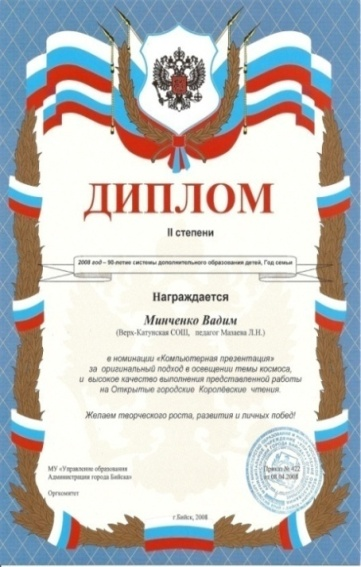 ДИПЛОМ
II степени
2008 год – 90-летие системы дополнительного образования детей, Год семьи
Награждается
Минченко Вадим
(Верх-Катунская СОШ, педагог Мазаева Л.Н.)
в номинации «Компьютерная презентация»
за оригинальный подход в освещении темы космоса,
и высокое качество выполнения представленной работы
на Открытые городские Королёвские чтения.
Желаем творческого роста, развития и личных побед!
МУ «Управление образования
Администрации города Бийска»
Оргкомитет
Приказ № 422
от 08.04.2008
г.Бийск, 2008